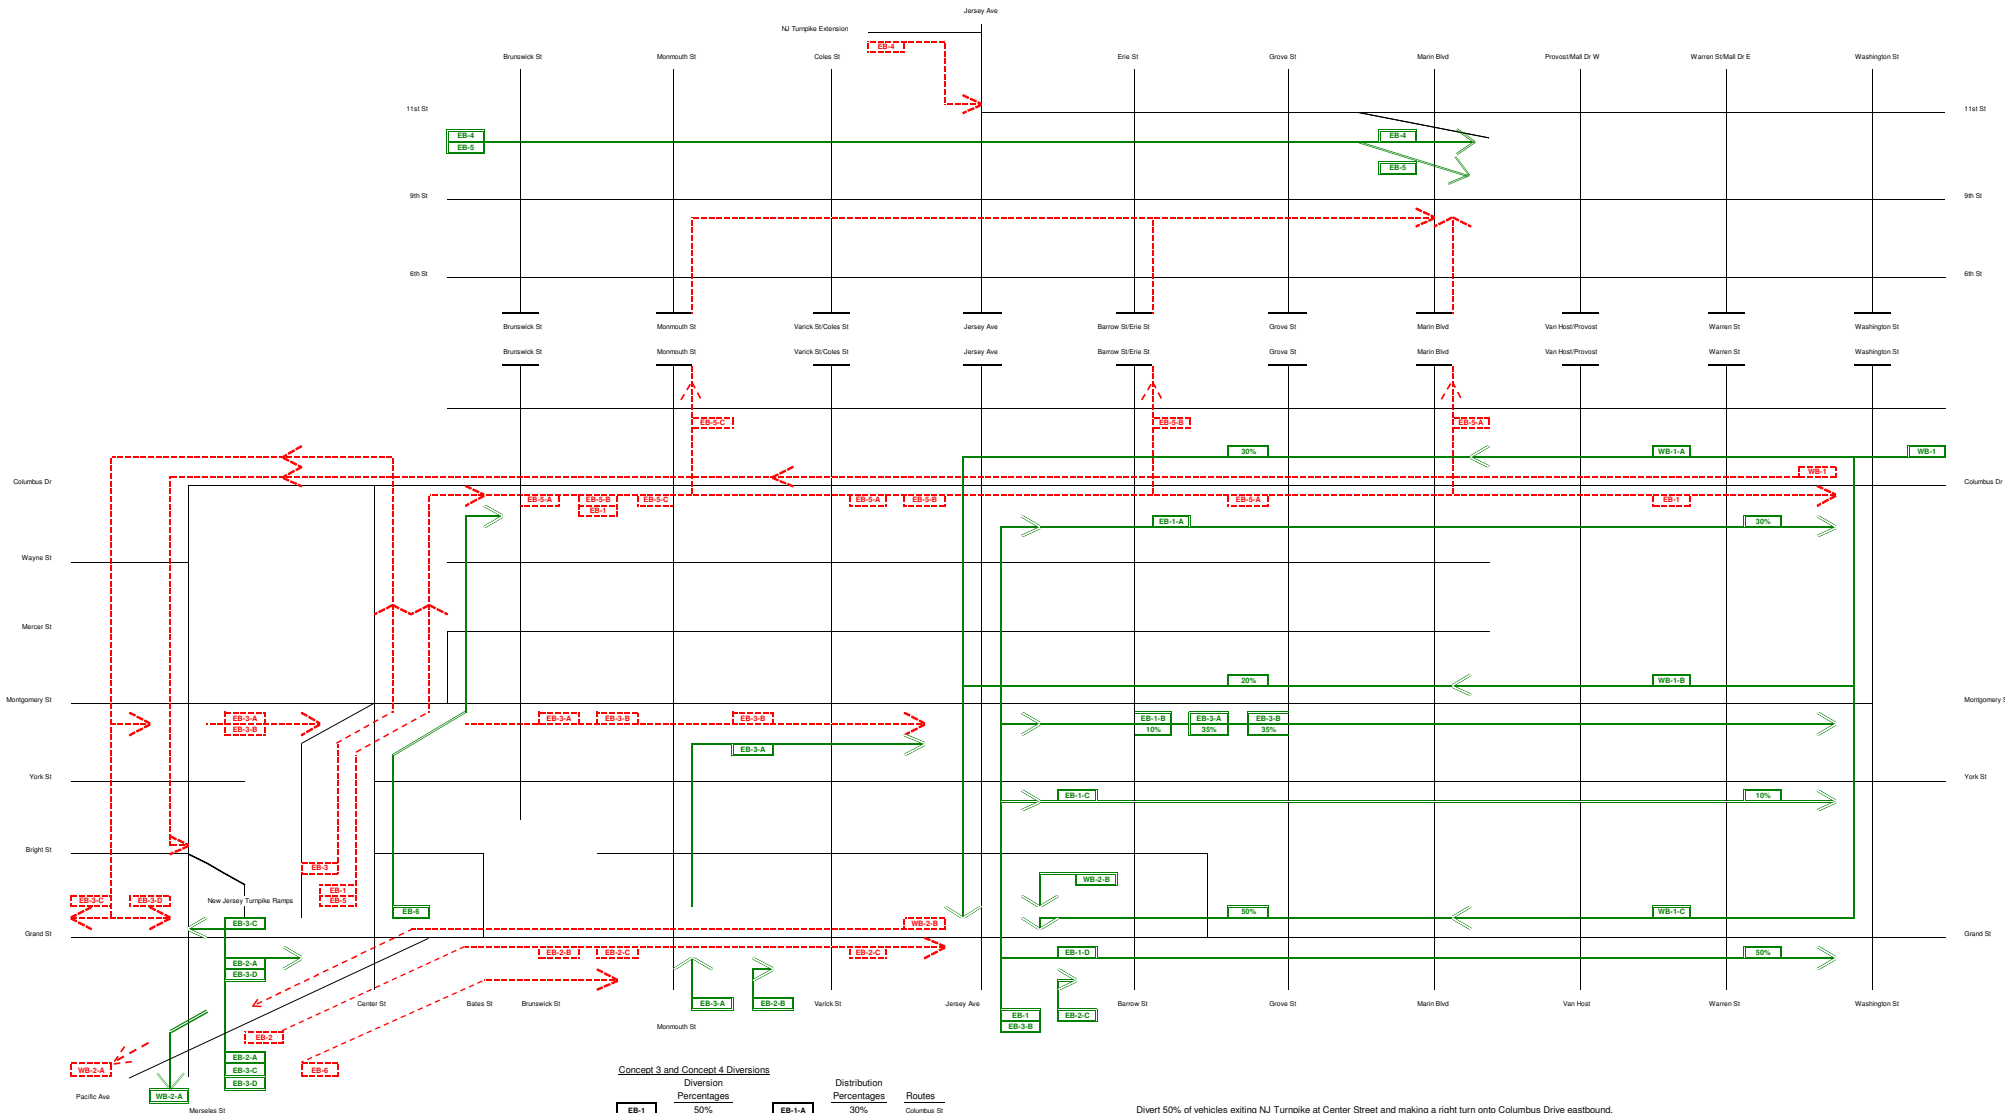 Jersey Ave
NJ Turnpike Extension
EB-4
Brunswick St
Monmouth St
Coles St
Erie St
Grove St
Marin Blvd
Provost/Mall Dr W
Warren St/Mall Dr E
Washington St
11st St
11st St
EB-4
EB-5
EB-4
EB-5
9th St
9th St
6th St
6th St
Brunswick St
Monmouth St
Varick St/Coles St
Jersey Ave
Barrow St/Erie St
Grove St
Marin Blvd
Van Host/Provost
Warren St
Washington St
Brunswick St
Monmouth St
Varick St/Coles St
Jersey Ave
Barrow St/Erie St
Grove St
Marin Blvd
Van Host/Provost
Warren St
Washington St
EB-5-C
EB-5-B
EB-5-A
30%
WB-1-A
WB-1
WB-1
Columbus Dr
Columbus Dr
EB-5-A
EB-5-B
EB-5-C
EB-5-A
EB-5-B
EB-5-A
EB-1
EB-1
EB-1-A
30%
Wayne St
Mercer St
20%
WB-1-B
Montgomery St
Montgomery S
EB-3-A
EB-3-B
EB-3-A
EB-3-B
EB-3-B
EB-1-B
EB-3-A
EB-3-B
10%
35%
35%
EB-3-A
York St
York St
EB-1-C
10%
Bright St
EB-3
WB-2-B
EB-1
EB-5
EB-3-C
EB-3-D
New Jersey Turnpike Ramps
EB-6
50%
WB-1-C
EB-3-C
WB-2-B
Grand St
Grand St
EB-2-B
EB-2-C
EB-2-C
EB-1-D
50%
EB-2-A
EB-3-D
Center St
Bates St
Brunswick St
EB-3-A
EB-2-B
Varick St
Jersey Ave
Barrow St
Grove St
Marin Blvd
Van Host
Warren St
Washington St
EB-1
EB-3-B
EB-2-C
Monmouth St
EB-2
EB-2-A
EB-3-C
EB-3-D
WB-2-A
EB-6
Pacific Ave
WB-2-A
Merseles St
Concept 3 and Concept 4 Diversions
Diversion
Percentages
Distribution
Percentages
Routes
EB-1
50%
EB-1-A
30%
Columbus St
Divert 50% of vehicles exiting NJ Turnpike at Center Street and making a right turn onto Columbus Drive eastbound.